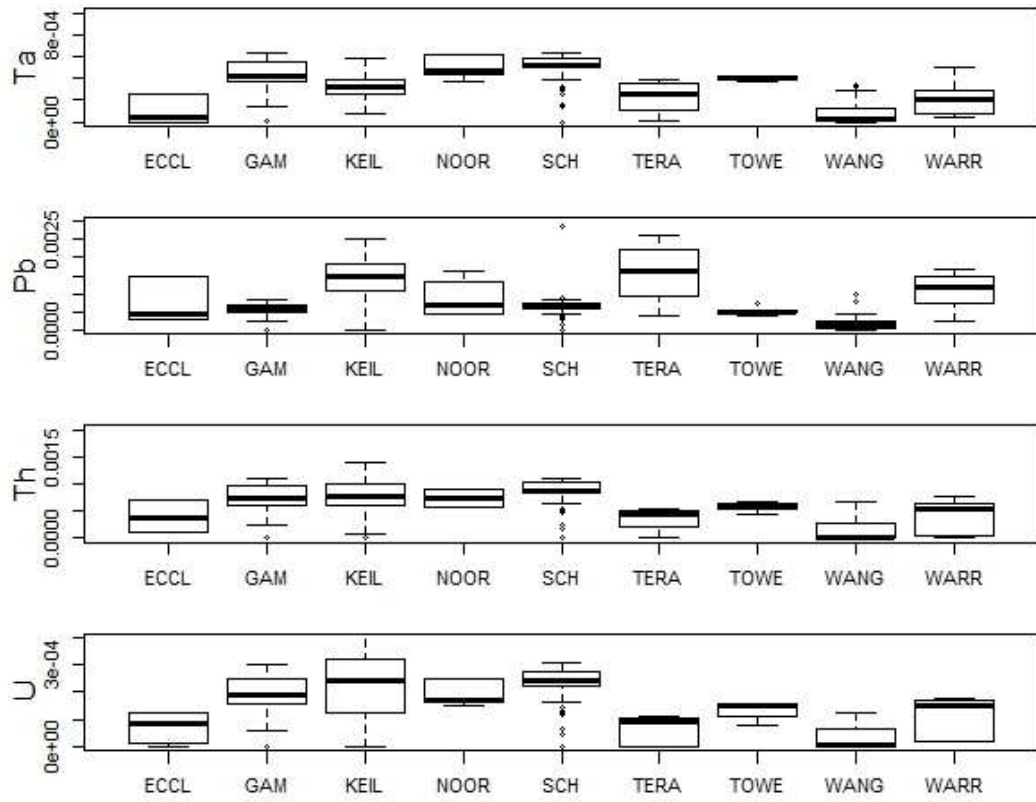 Ta
8e-04
0e+00
ECCL GAM KEIL NOOR SCH TERA TOWE WANG WARR
Pb
0.0025
0.0000
ECCL GAM KEIL NOOR SCH TERA TOWE WANG WARR
Th
0.0015
0.0000
ECCL GAM KEIL NOOR SCH TERA TOWE WANG WARR
U
3e-04
0e+00
ECCL GAM KEIL NOOR SCH TERA TOWE WANG WARR